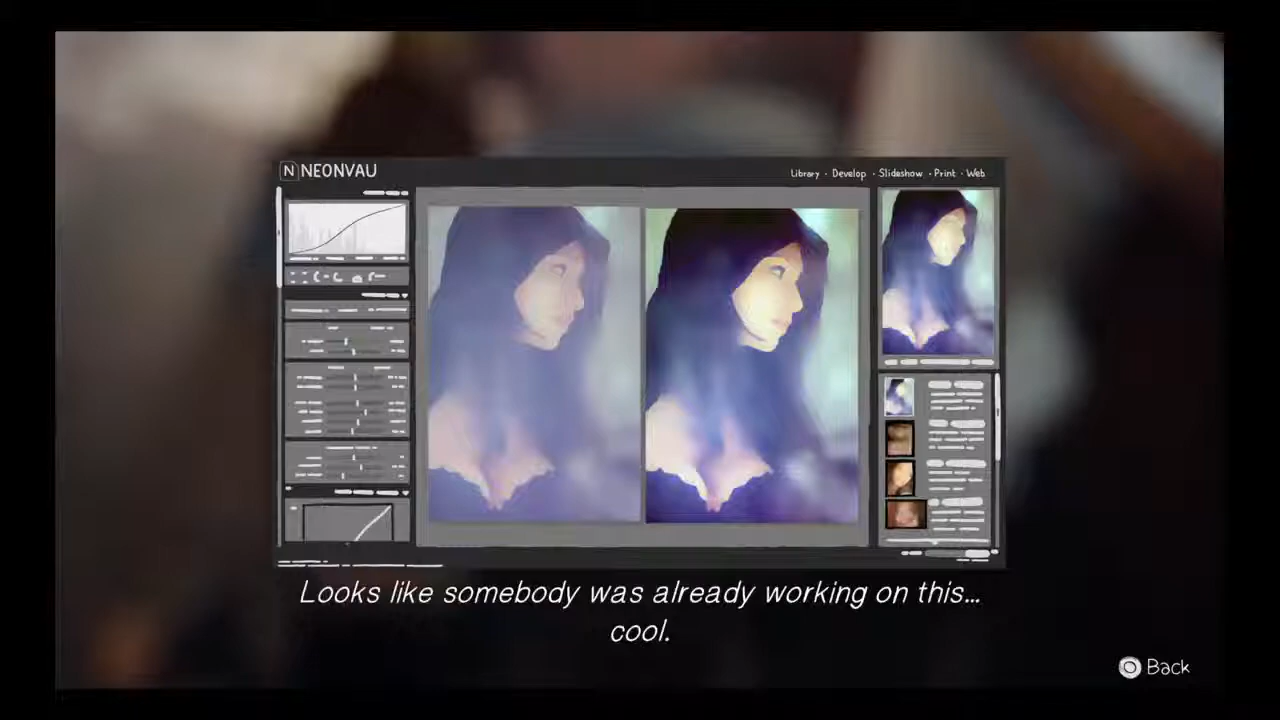 N NEONVAU
Library · Develop · Slideshow · Print · Web
Looks like somebody was already working on this...
cool.
Back